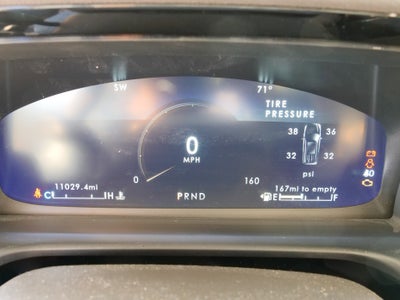 SW 71°
TIRE
PRESSURE
38 36
0
MPH
32 32
psi
0 160
11029.4mi
PRND
167mi to empty
C H
E F